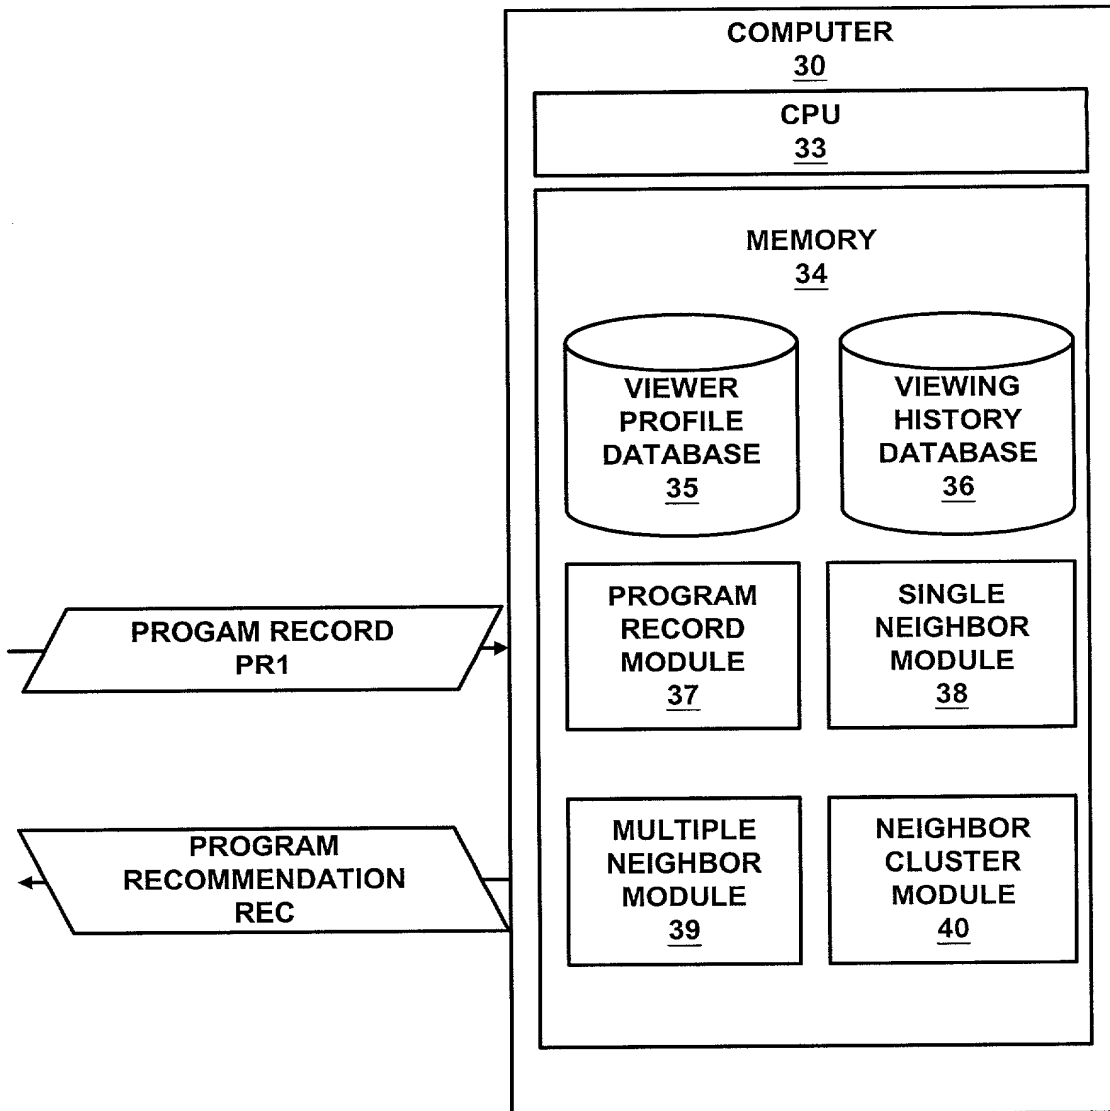 COMPUTER
30
CPU
33
MEMORY
34
VIEWER
PROFILE
DATABASE
35
VIEWING
HISTORY
DATABASE
36
PROGRAM
RECORD
MODULE
37
SINGLE
NEIGHBOR
MODULE
38
PROGAM RECORD
PR1
MULTIPLE
NEIGHBOR
MODULE
39
NEIGHBOR
CLUSTER
MODULE
40
PROGRAM
RECOMMENDATION
REC